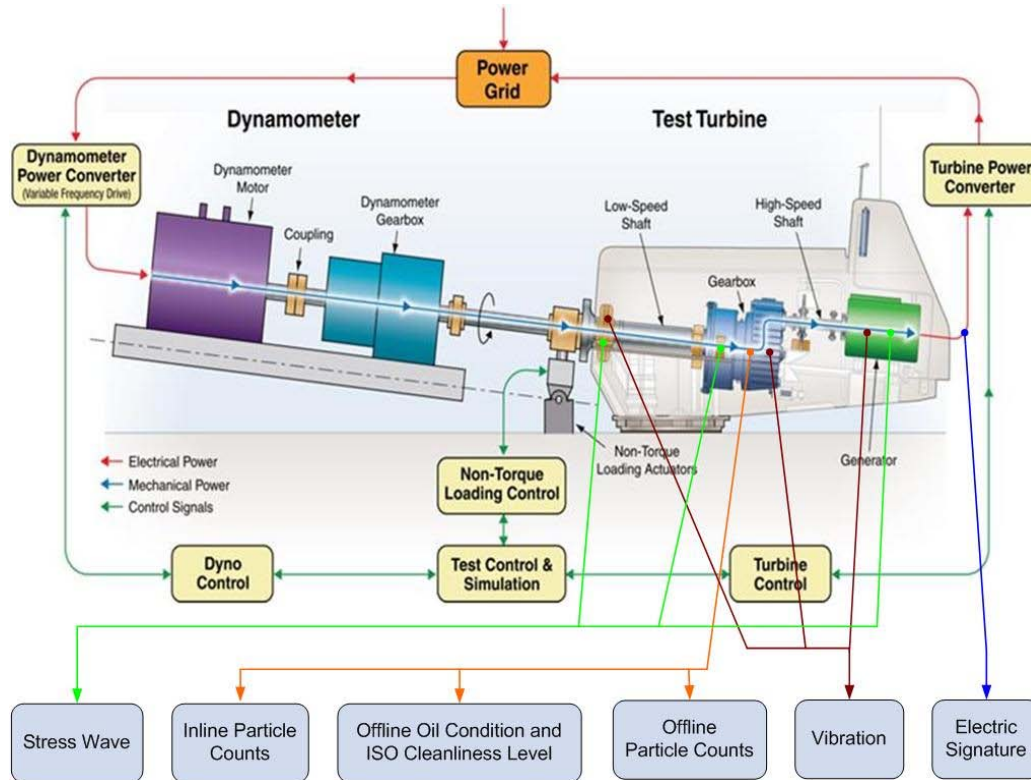 Power
Grid
Dynamometer
Test Turbine
Dynamometer
Power Converter
(Variable Frequency Drive)
Dynamometer
Motor
Coupling
Dynamometer
Gearbox
Low-Speed
Shaft
High-Speed
Shaft
Gearbox
Turbine Power
Converter
Electrical Power
Mechanical Power
Control Signals
Non-Torque
Loading Control
Non-Torque
Loading Actuators
Generator
Dyno
Control
Test Control &
Simulation
Turbine
Control
Stress Wave
Inline Particle
Counts
Offline Oil Condition and
ISO Cleanliness Level
Offline
Particle Counts
Vibration
Electric
Signature